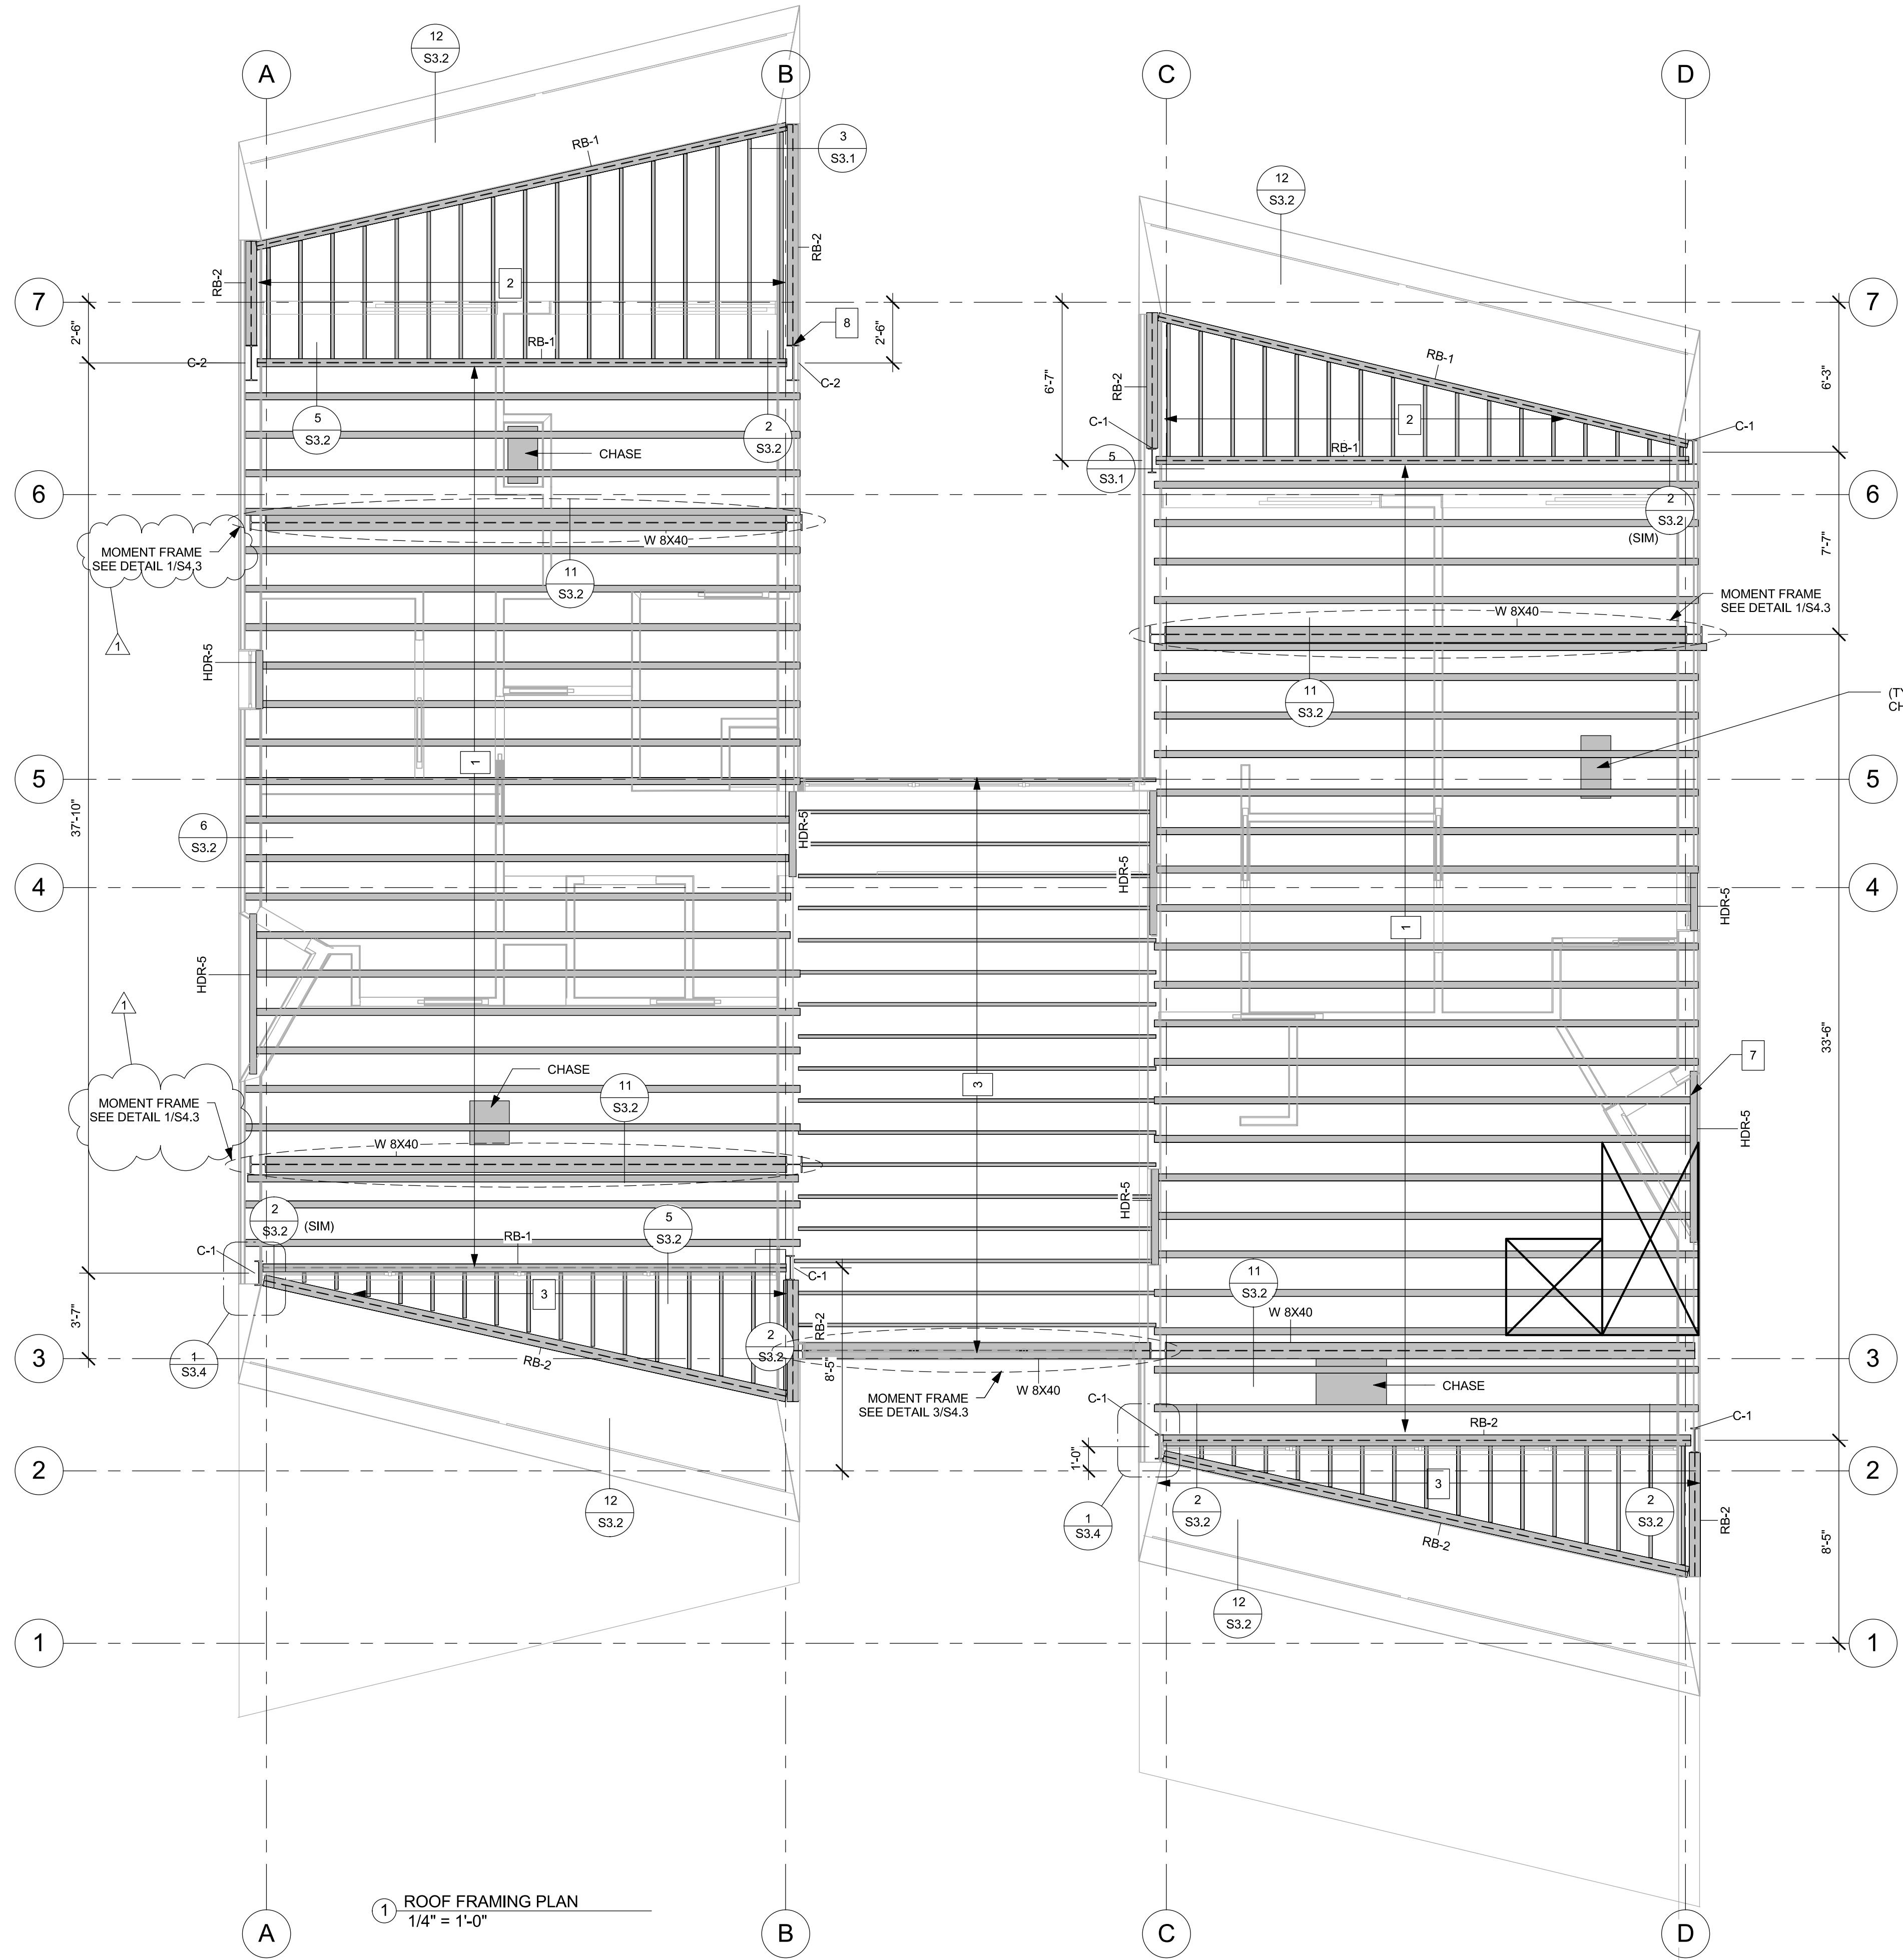 12
S3.2
A
B
C
D
RB-1
3
S3.1
12
S3.2
RB-2
RB-2
2
7
7
2'-6"
2'-6"
8
RB-1
C-2
C-2
6'-7"
RB-2
RB-1
6'-3"
2
C-1
C-1
RB-1
5
S3.2
2
S3.2
CHASE
5
S3.1
6
6
2
S3.2
(SIM)
MOMENT FRAME
SEE DETAIL 1/S4.3
W 8X40
11
S3.2
1
7'-7"
MOMENT FRAME
SEE DETAIL 1/S4.3
W 8X40
HDR-5
11
S3.2
1
5
5
37'-10"
6
S3.2
HDR-5
HDR-5
4
4
HDR-5
HDR-5
1
1
33'-6"
7
CHASE
11
S3.2
3
MOMENT FRAME
SEE DETAIL 1/S4.3
W 8X40
HDR-5
HDR-5
2
S3.2
(SIM)
5
S3.2
C-1
RB-1
C-1
11
S3.2
3
W 8X40
3'-7"
RB-2
2
S3.2
RB-2
8'-5"
1
S3.4
3
3
MOMENT FRAME
SEE DETAIL 3/S4.3
W 8X40
CHASE
C-1
RB-2
C-1
1'-0"
2
2
3
12
S3.2
1
S3.4
2
S3.2
2
S3.2
RB-2
RB-2
8'-5"
12
S3.2
1
1
1
ROOF FRAMING PLAN
1/4" = 1'-0"
A
B
C
D